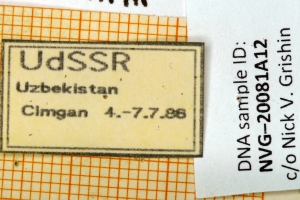 UdSSR
Uzbekistan
Cimgan 4.-7.7.86
DNA sample ID:
NVG–20081A12
c/o Nick V. Grishin